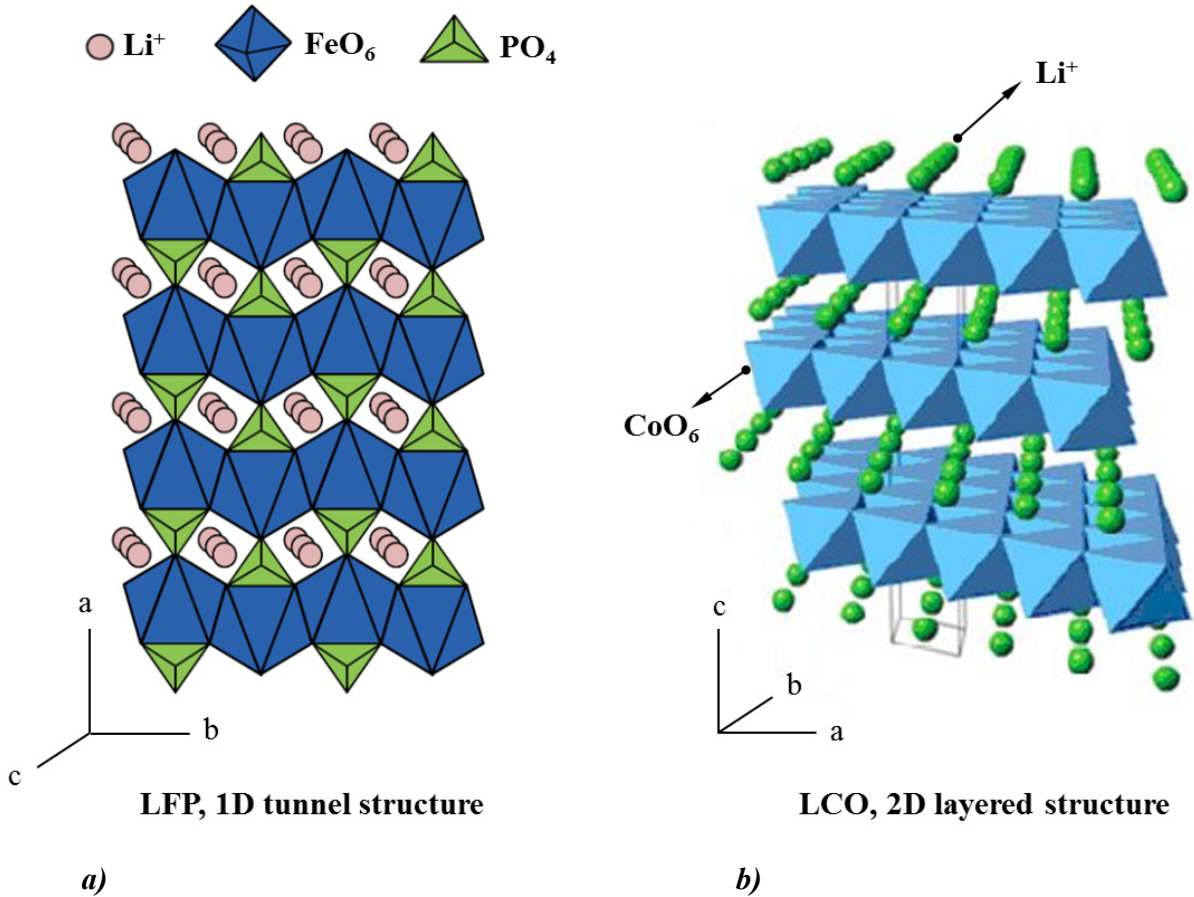 Li⁺ FeO₆ PO₄
Li⁺
CoO₆
a
b
c
c
b
a
LFP, 1D tunnel structure
LCO, 2D layered structure
a)
b)